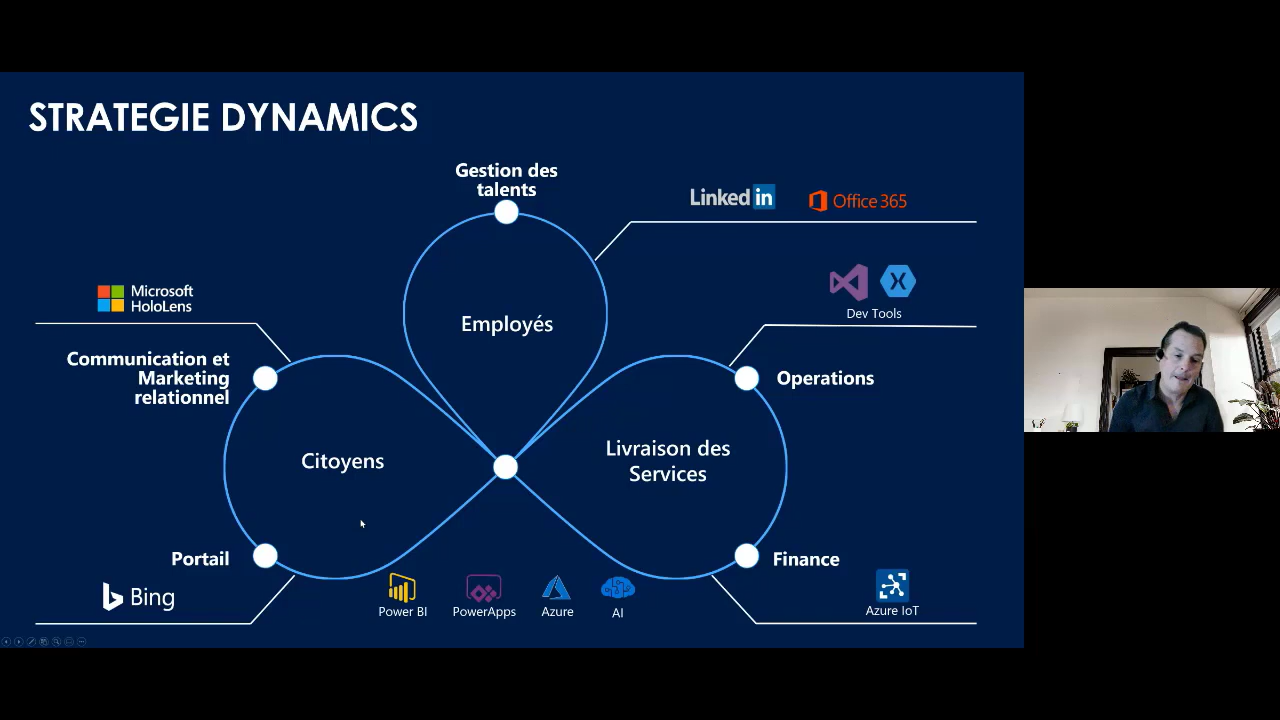 STRATEGIE DYNAMICS
Gestion des
talents
Linked in
Office 365
Employés
Dev Tools
Microsoft
HoloLens
Communication et
Marketing
relationnel
Operations
Citoyens
Livraison des
Services
Portail
Finance
Bing
Power BI
PowerApps
Azure
AI
Azure IoT